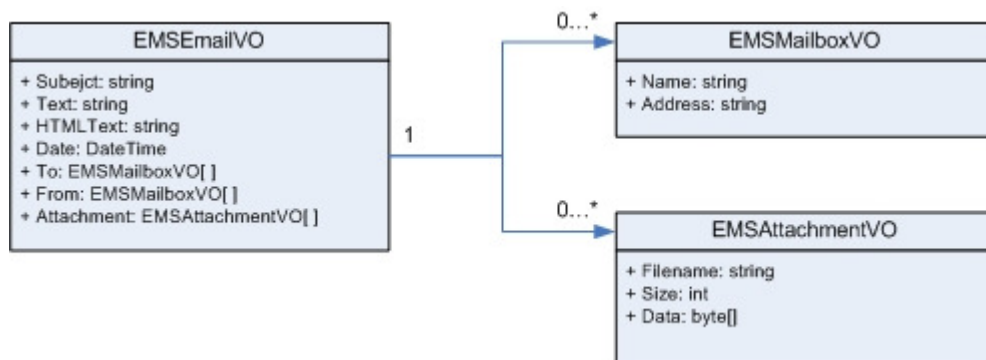 EMSEmailVO
+ Subejct: string
+ Text: string
+ HTMLText: string
+ Date: DateTime
+ To: EMSMailboxVO[ ]
+ From: EMSMailboxVO[ ]
+ Attachment: EMSAttachmentVO[ ]
1
0...*
EMSMailboxVO
+ Name: string
+ Address: string
0...*
EMSAttachmentVO
+ Filename: string
+ Size: int
+ Data: byte[]